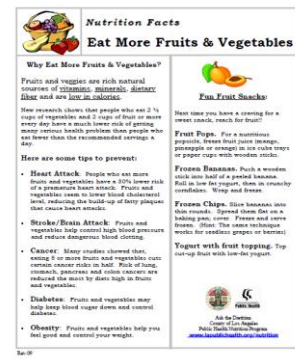 Nutrition Facts
Eat More Fruits & Vegetables
Why Eat More Fruits & Vegetables?
Fruits and veggies are rich natural
sources of vitamins, minerals, dietary
fiber and are low in calories.
New research shows that people who eat 2 ½
cups of vegetables and 2 cups of fruit or more
every day have a much lower risk of getting
many serious health problem than people who
eat fewer than the recommended servings a
day.
Here are some tips to prevent:
• Heart Attack: People who eat more
fruits and vegetables have a 30% lower risk
of a premature heart attack. Fruits and
vegetables seem to lower blood cholesterol
level, reducing the build-up of fatty plaques
that cause heart attacks.
• Stroke/Brain Attack: Fruits and
vegetables help control high blood pressure
and reduce dangerous blood clotting.
• Cancer: Many studies showed that,
eating 8 or more fruits and vegetables cuts
certain cancer risks in half. Risk of lung,
stomach, pancreas and colon cancers are
reduced the most by diets high in fruits
and vegetables.
• Diabetes: Fruits and vegetables may
help keep blood sugar down and control
diabetes.
• Obesity: Fruits and vegetables help you
feel good and control your weight.
Fun Fruit Snacks:
Next time you have a craving for a
sweet snack, reach for fruit!!
Fruit Pops. For a nutritious
popsicle, freeze fruit juice (mango,
pineapple or orange) in ice cube trays
or paper cups with wooden sticks.
Frozen Bananas. Push a wooden
stick into half of a peeled banana.
Roll in low fat yogurt, then in crunchy
cornflakes. Wrap and freeze.
Frozen Chips. Slice bananas into
thin rounds. Spread them flat on a
baking pan; cover. Freeze and serve
frozen. (Hint: The same technique
works for seedless grapes or berries)
Yogurt with fruit topping. Top
cut-up fruit with low-fat yogurt.
Public Health
Ask the Dietitian
County of Los Angeles
Public Health Nutrition Program
www.lapublichealth.org/nutrition